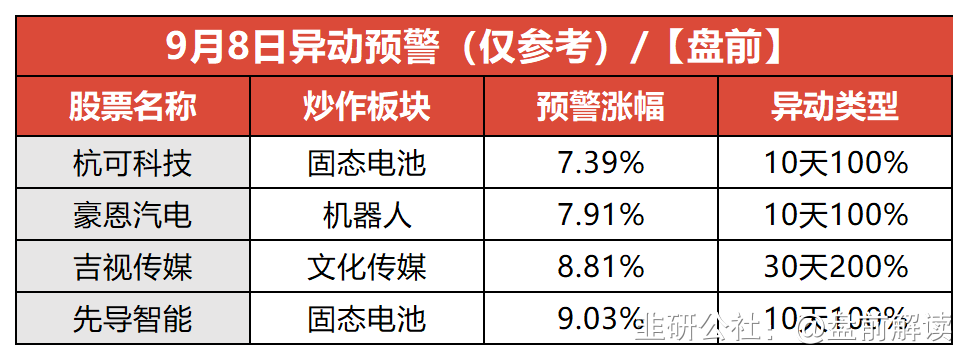 9月8日异动预警（仅参考）/【盘前】
股票名称 炒作板块 预警涨幅 异动类型
杭可科技 固态电池 7.39% 10天100%
豪恩汽电 机器人 7.91% 10天100%
吉视传媒 文化传媒 8.81% 30天200%
先导智能 固态电池 9.03% 10天100%
韭研公社：@盘前解读